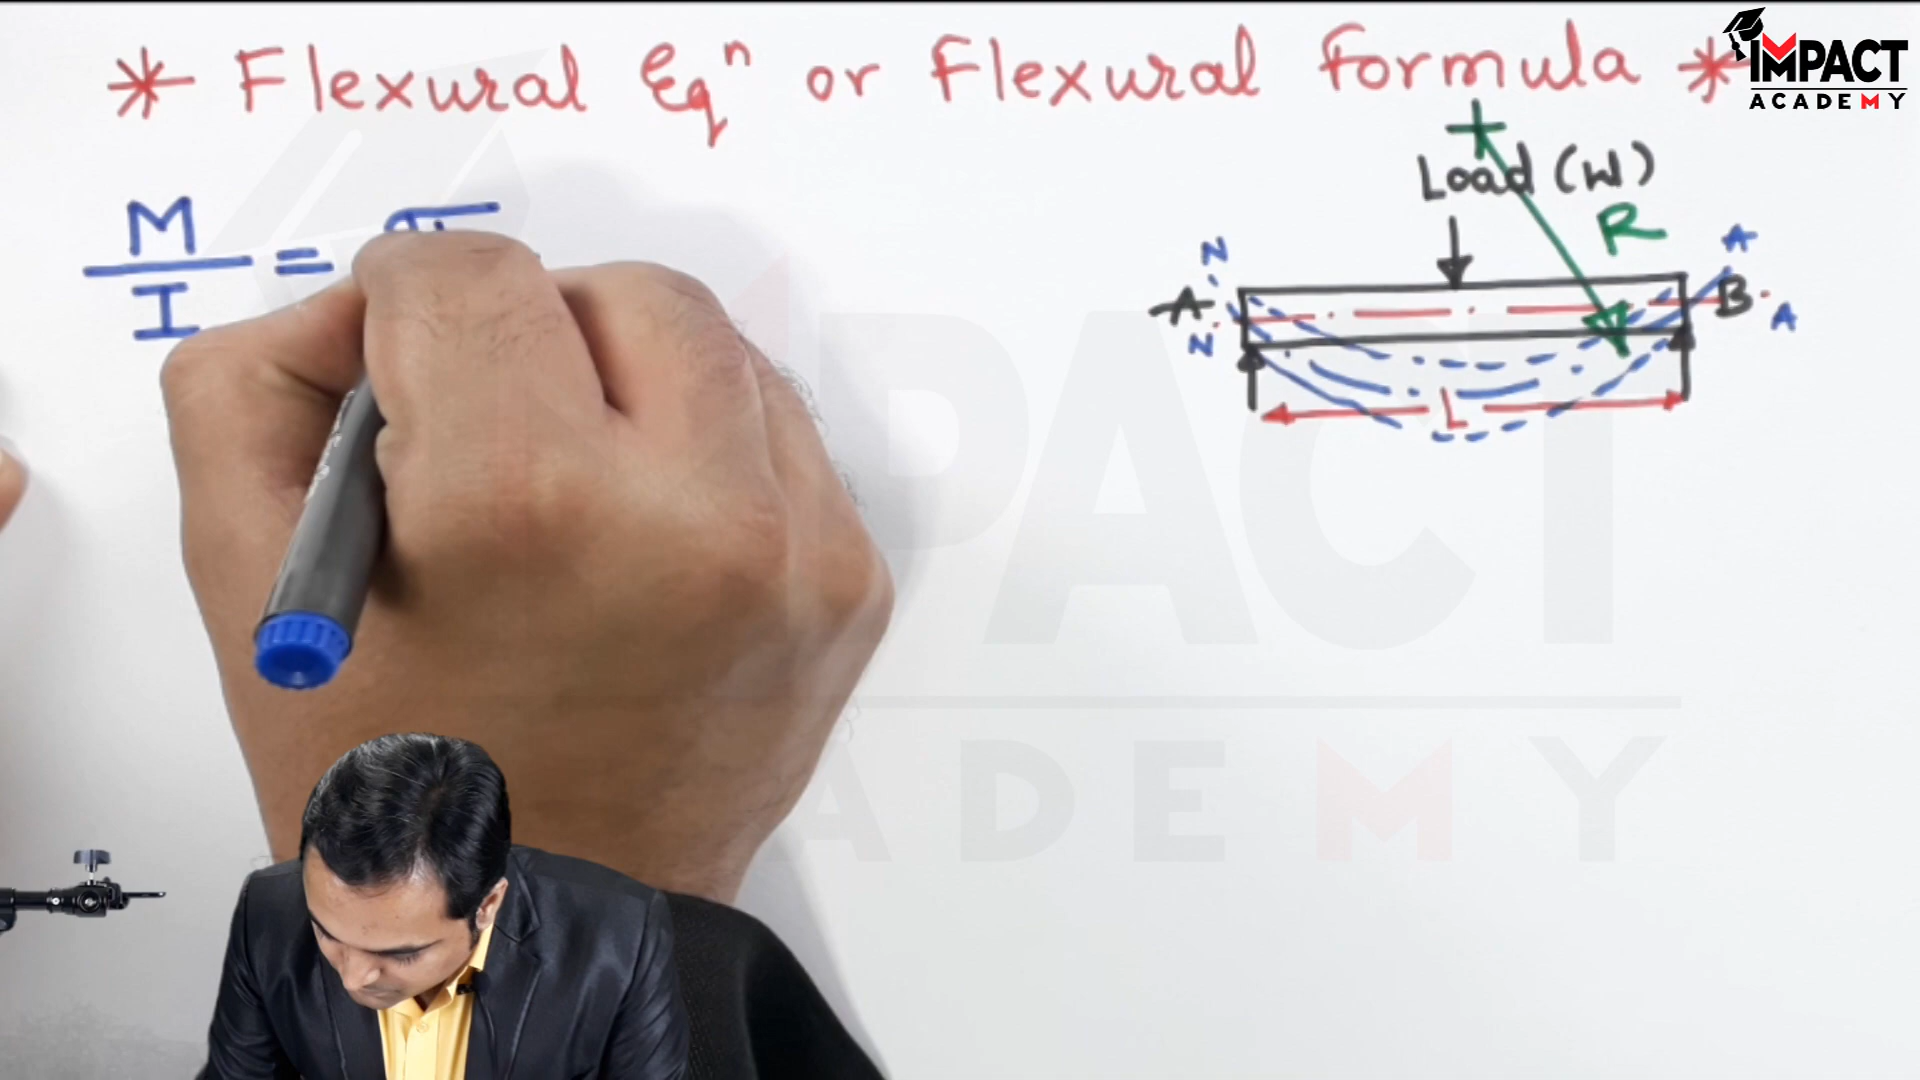 * Flexural Eqⁿ or Flexural Formula *
IMPACT
ACADEMY
Load (W)
R
M
I
= σ
N
A
A
B
N
A
L
IMPACT
ACADEMY